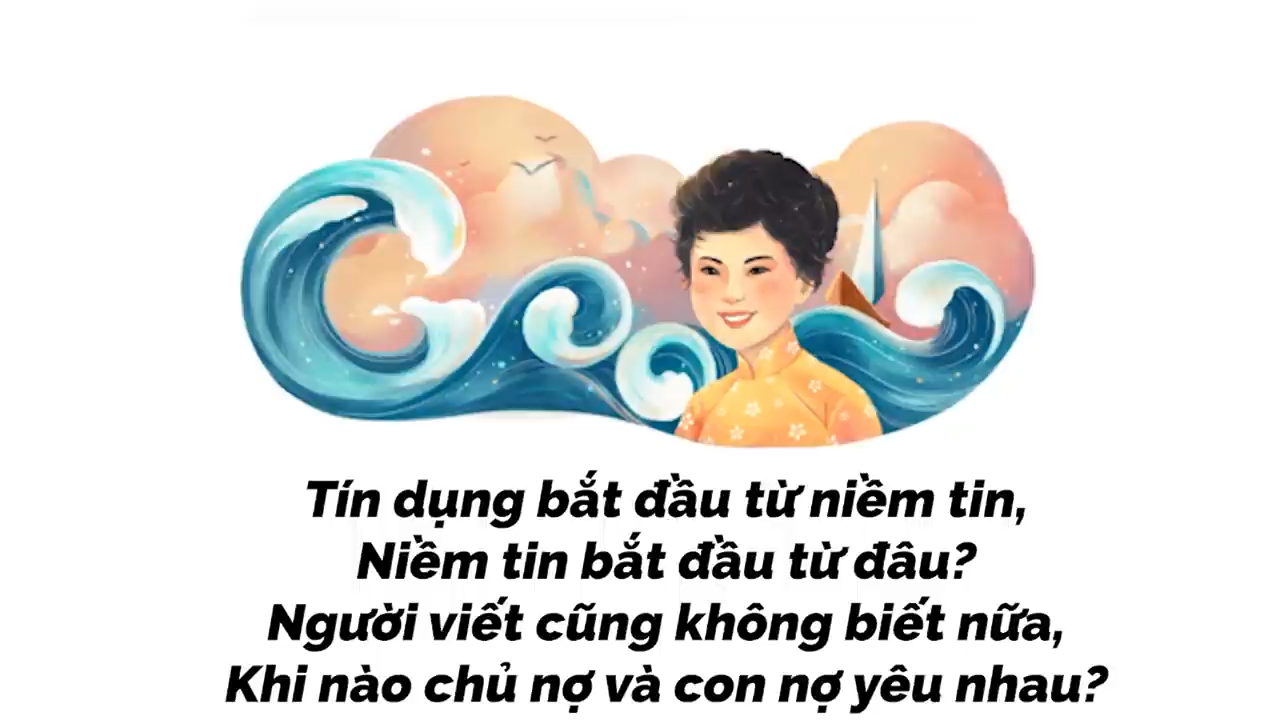 Tín dụng bắt đầu từ niềm tin,
Niềm tin bắt đầu từ đâu?
Người viết cũng không biết nữa,
Khi nào chủ nợ và con nợ yêu nhau?